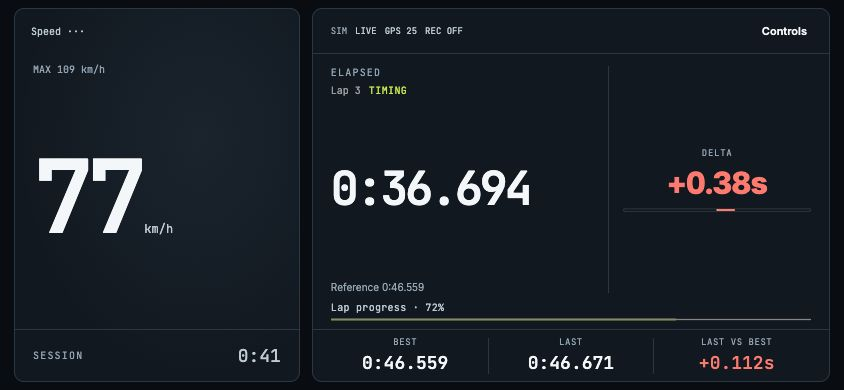 Speed ···
MAX 109 km/h
77 km/h
SESSION 0:41
SIM LIVE GPS 25 REC OFF Controls
ELAPSED
Lap 3 TIMING
0:36.694
DELTA
+0.38s
Reference 0:46.559
Lap progress · 72%
BEST
0:46.559
LAST
0:46.671
LAST VS BEST
+0.112s